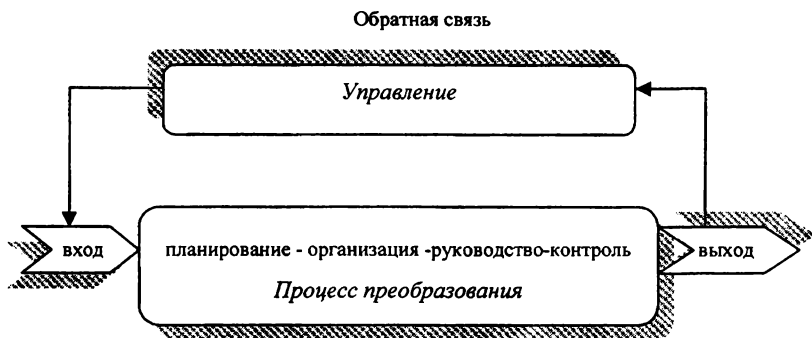 Обратная связь
Управление
вход
планирование - организация -руководство-контроль
выход
Процесс преобразования